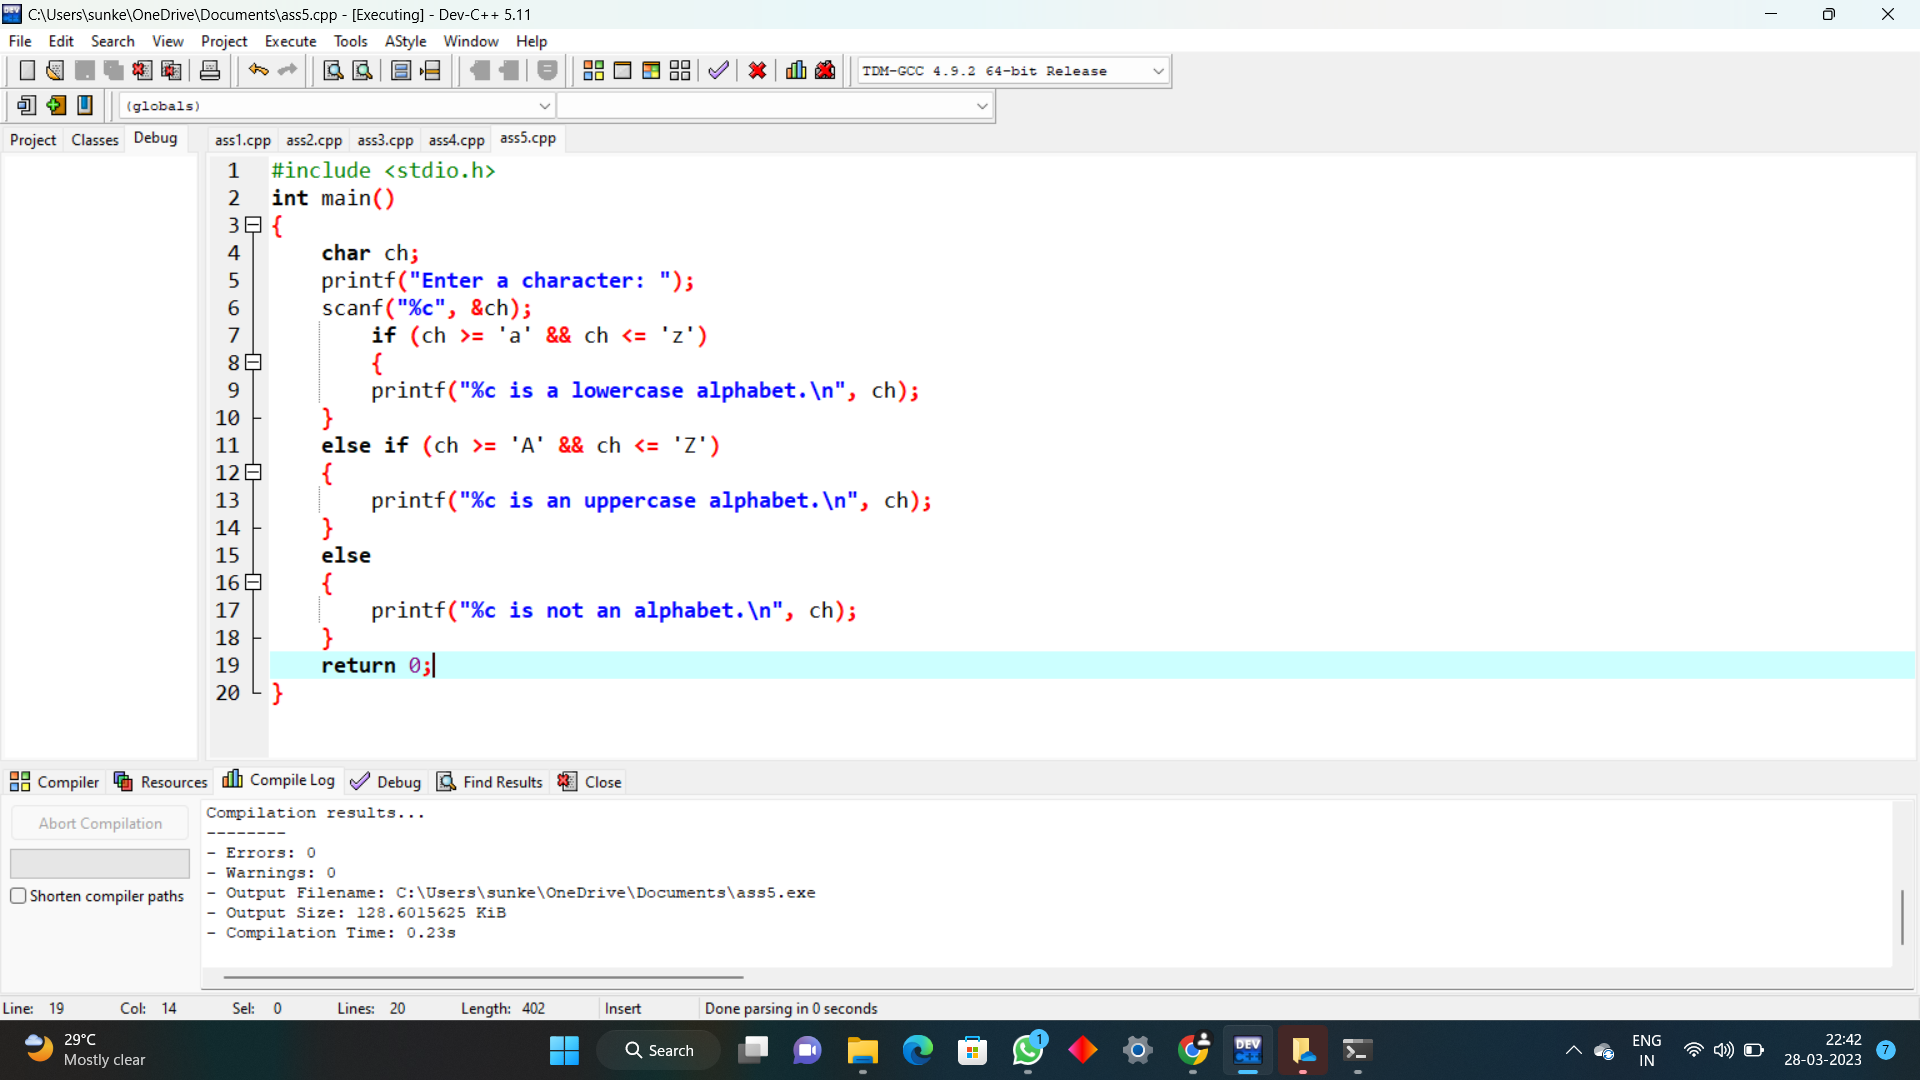 C:\Users\sunke\OneDrive\Documents\ass5.cpp - [Executing] - Dev-C++ 5.11
File Edit Search View Project Execute Tools AStyle Window Help
TDM-GCC 4.9.2 64-bit Release
(globals)
Project Classes Debug ass1.cpp ass2.cpp ass3.cpp ass4.cpp ass5.cpp
1 #include <stdio.h>
2 int main()
3 {
4 char ch;
5 printf("Enter a character: ");
6 scanf("%c", &ch);
7 if (ch >= 'a' && ch <= 'z')
8 {
9 printf("%c is a lowercase alphabet.\n", ch);
10 }
11 else if (ch >= 'A' && ch <= 'Z')
12 {
13 printf("%c is an uppercase alphabet.\n", ch);
14 }
15 else
16 {
17 printf("%c is not an alphabet.\n", ch);
18 }
19 return 0;
20 }
Compiler Resources Compile Log Debug Find Results Close
Abort Compilation
Shorten compiler paths
Compilation results...
--------
- Errors: 0
- Warnings: 0
- Output Filename: C:\Users\sunke\OneDrive\Documents\ass5.exe
- Output Size: 128.6015625 KiB
- Compilation Time: 0.23s
Line: 19 Col: 14 Sel: 0 Lines: 20 Length: 402 Insert Done parsing in 0 seconds
29°C
Mostly clear
Search
1
DEV
C++
ENG
IN
22:42
28-03-2023
7